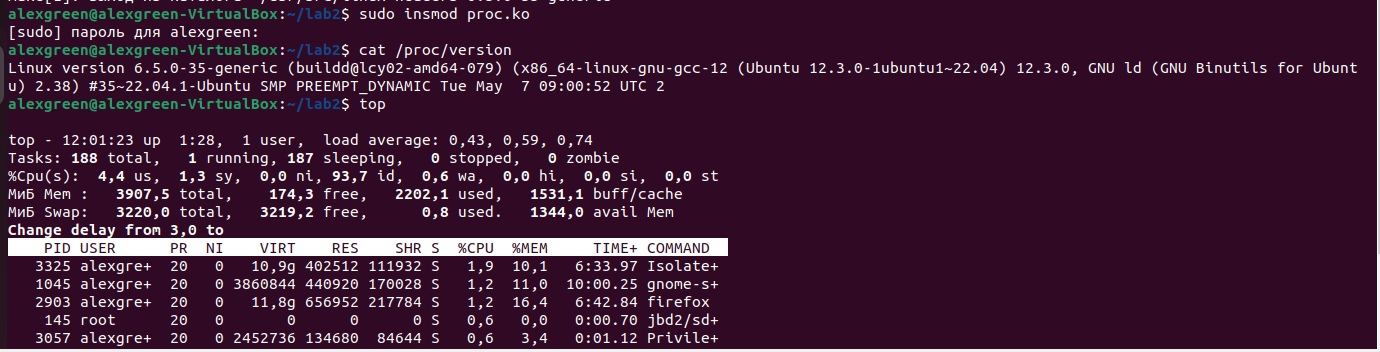 alexgreen@alexgreen-VirtualBox:~/lab2$ sudo insmod proc.ko
[sudo] пароль для alexgreen:
alexgreen@alexgreen-VirtualBox:~/lab2$ cat /proc/version
Linux version 6.5.0-35-generic (buildd@lcy02-amd64-079) (x86_64-linux-gnu-gcc-12 (Ubuntu 12.3.0-1ubuntu1~22.04) 12.3.0, GNU ld (GNU Binutils for Ubunt
u) 2.38) #35~22.04.1-Ubuntu SMP PREEMPT_DYNAMIC Tue May  7 09:00:52 UTC 2
alexgreen@alexgreen-VirtualBox:~/lab2$ top
top - 12:01:23 up  1:28,  1 user,  load average: 0,43, 0,59, 0,74
Tasks: 188 total,   1 running, 187 sleeping,   0 stopped,   0 zombie
%Cpu(s):  4,4 us,  1,3 sy,  0,0 ni, 93,7 id,  0,6 wa,  0,0 hi,  0,0 si,  0,0 st
МиБ Mem :   3907,5 total,    174,3 free,   2202,1 used,   1531,1 buff/cache
МиБ Swap:   3220,0 total,   3219,2 free,      0,8 used.   1344,0 avail Mem
Change delay from 3,0 to
PID USER      PR  NI    VIRT    RES    SHR S  %CPU  %MEM     TIME+ COMMAND
3325 alexgre+  20   0   10,9g 402512 111932 S   1,9  10,1   6:33.97 Isolate+
1045 alexgre+  20   0 3860844 440920 170028 S   1,2  11,0  10:00.25 gnome-s+
2903 alexgre+  20   0   11,8g 656952 217784 S   1,2  16,4   6:42.84 firefox
145 root      20   0       0      0      0 S   0,6   0,0   0:00.70 jbd2/sd+
3057 alexgre+  20   0 2452736 134680  84644 S   0,6   3,4   0:01.12 Privile+